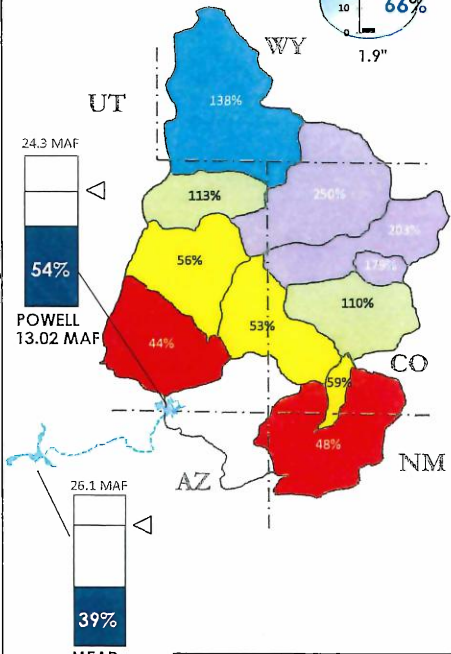 10
66%
0
1.9"
WY
UT
138%
24.3 MAF
113%
250%
203%
54%
56%
179%
110%
POWELL
13.02 MAF
44%
53%
CO
59%
48%
NM
AZ
26.1 MAF
39%
MEAD